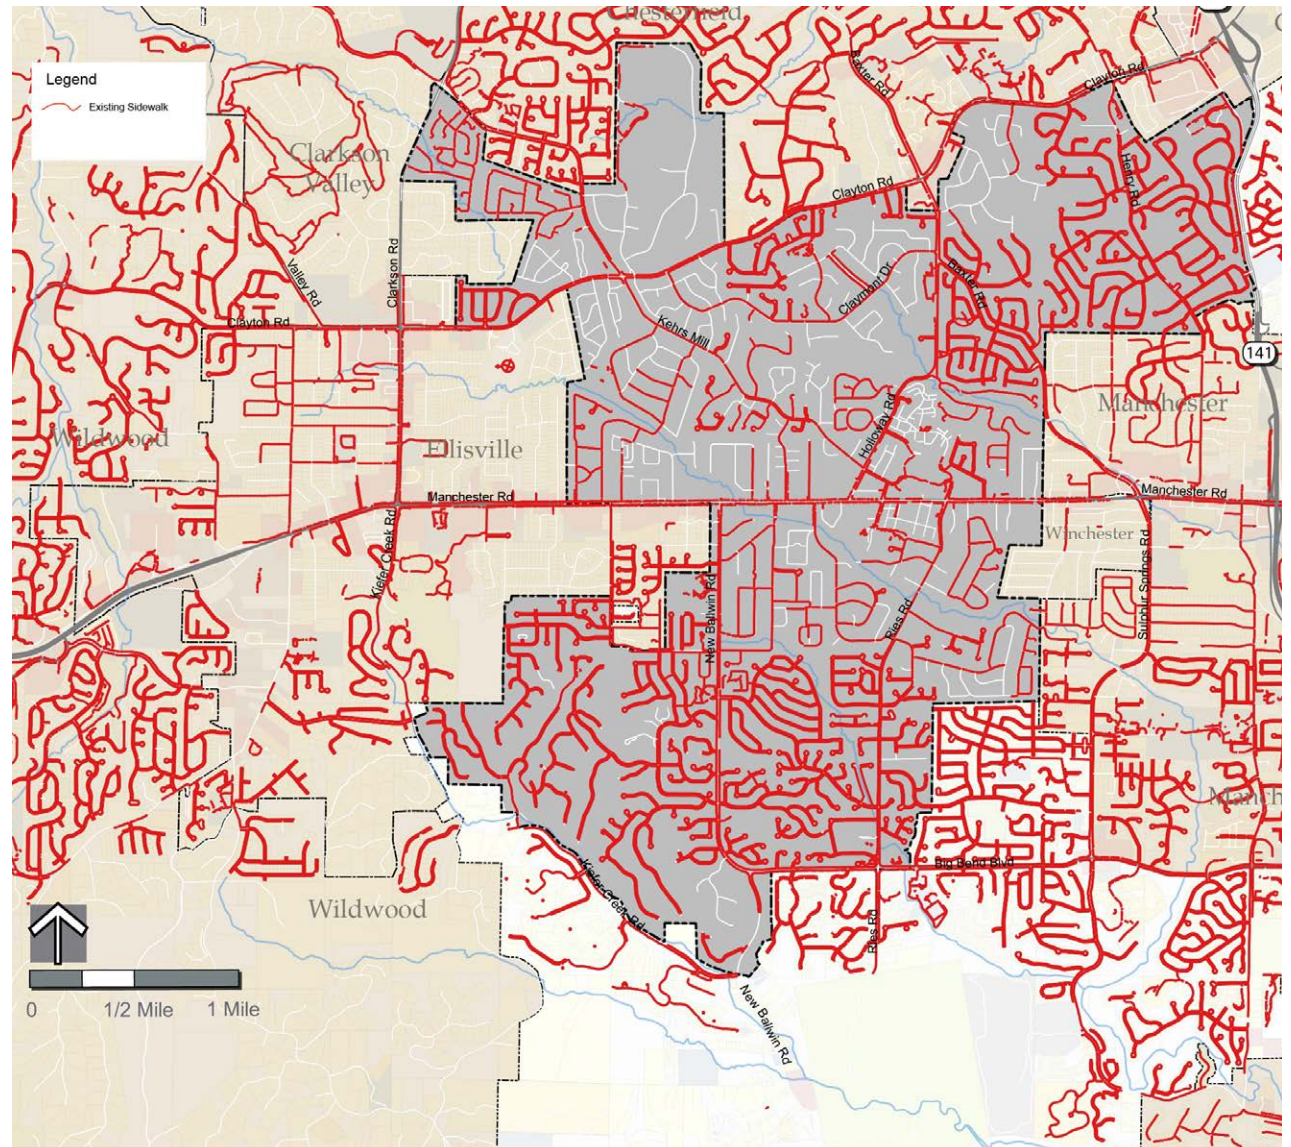 Chesterfield
Legend
Existing Sidewalk
Baxter Rd
Clayton Rd
Clarkson
Valley
Henry Rd
Clayton Rd
Valley Rd
Clarkson Rd
Baxter Rd
Claymont Dr
Clayton Rd
Kehrs Mill
141
Manchester
Wildwood
Ellisville
Holloway Rd
Manchester Rd
Manchester Rd
Winchester
Kiefer Creek Rd
New Ballwin Rd
Ries Rd
Sulphur Springs Rd
Manch
Big Bend Blvd
Wildwood
Kiefer Creek Rd
Ries Rd
0 1/2 Mile 1 Mile
New Ballwin Rd